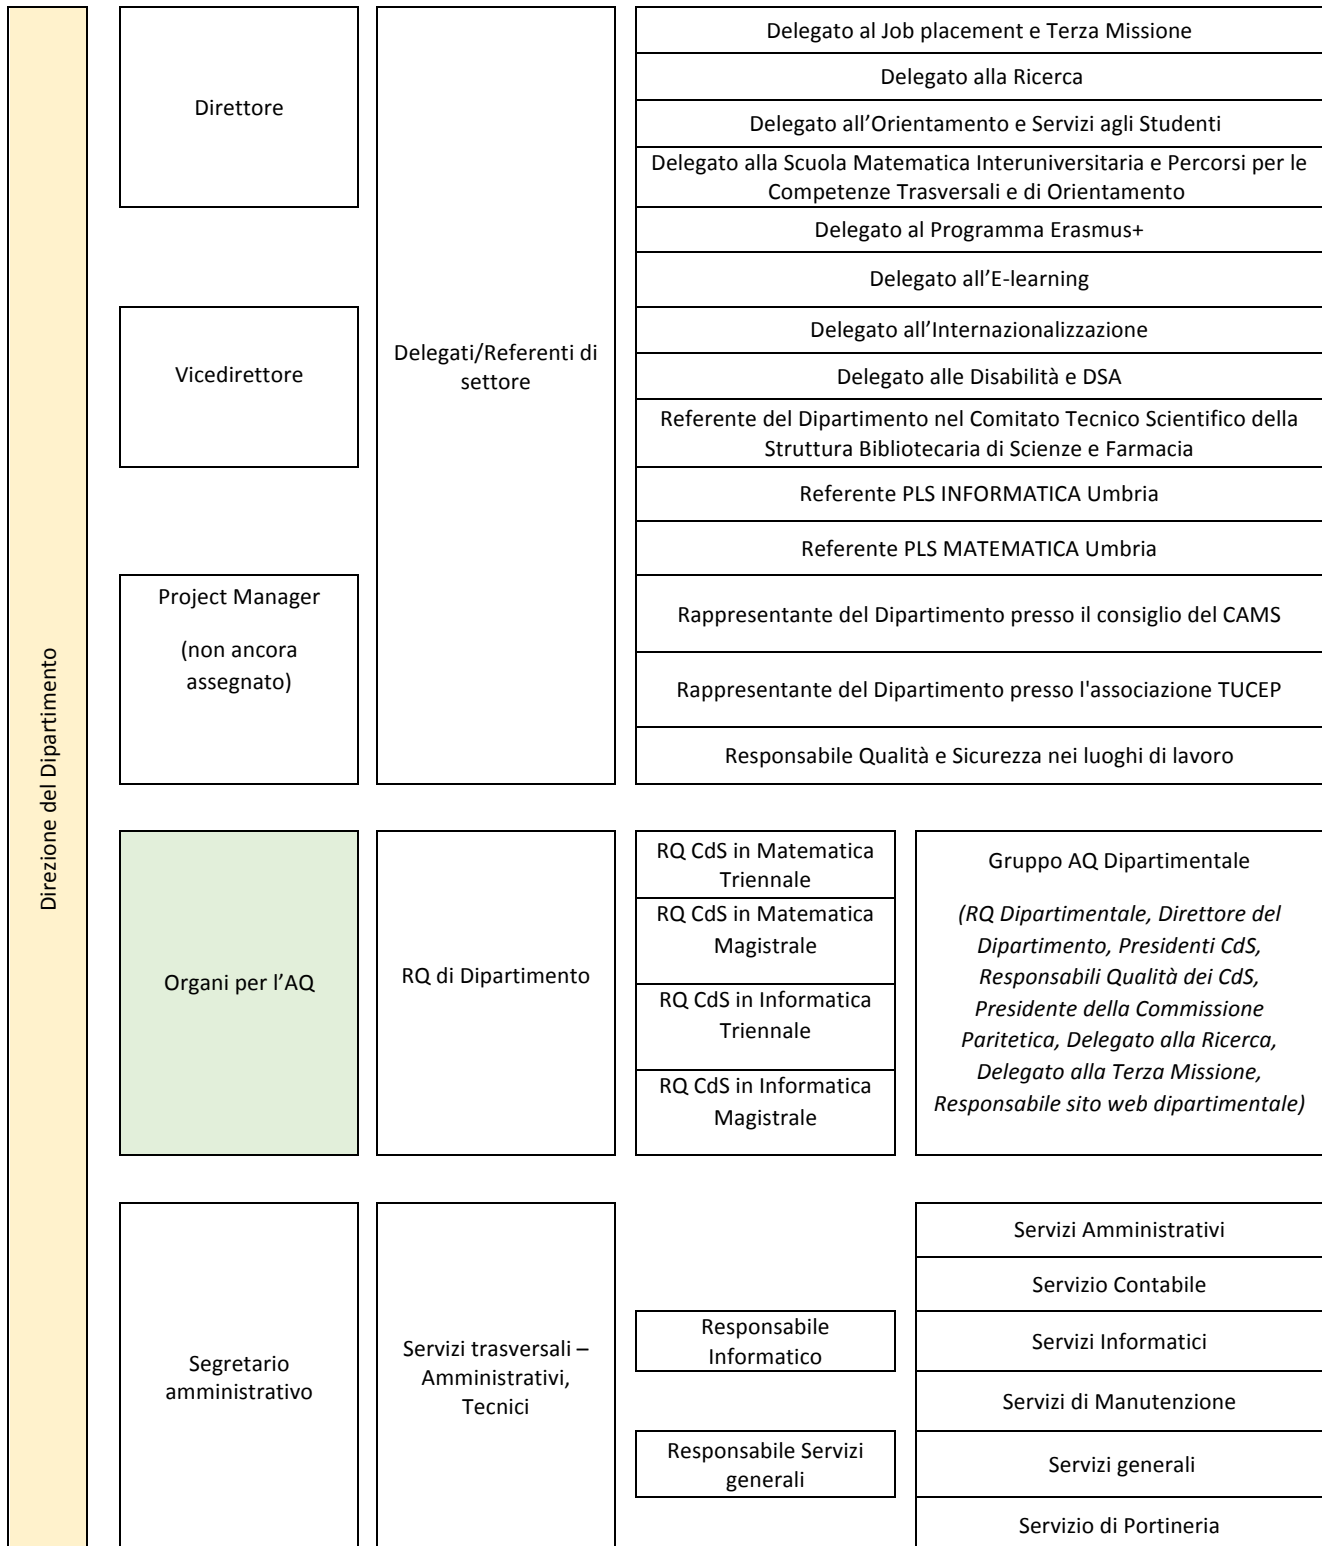 Direzione del Dipartimento
Direttore
Vicedirettore
Project Manager
(non ancora
assegnato)
Delegati/Referenti di
settore
Delegato al Job placement e Terza Missione
Delegato alla Ricerca
Delegato all’Orientamento e Servizi agli Studenti
Delegato alla Scuola Matematica Interuniversitaria e Percorsi per le
Competenze Trasversali e di Orientamento
Delegato al Programma Erasmus+
Delegato all’E-learning
Delegato all’Internazionalizzazione
Delegato alle Disabilità e DSA
Referente del Dipartimento nel Comitato Tecnico Scientifico della
Struttura Bibliotecaria di Scienze e Farmacia
Referente PLS INFORMATICA Umbria
Referente PLS MATEMATICA Umbria
Rappresentante del Dipartimento presso il consiglio del CAMS
Rappresentante del Dipartimento presso l'associazione TUCEP
Responsabile Qualità e Sicurezza nei luoghi di lavoro
Organi per l’AQ
RQ di Dipartimento
RQ CdS in Matematica
Triennale
RQ CdS in Matematica
Magistrale
RQ CdS in Informatica
Triennale
RQ CdS in Informatica
Magistrale
Gruppo AQ Dipartimentale
(RQ Dipartimentale, Direttore del
Dipartimento, Presidenti CdS,
Responsabili Qualità dei CdS,
Presidente della Commissione
Paritetica, Delegato alla Ricerca,
Delegato alla Terza Missione,
Responsabile sito web dipartimentale)
Segretario
amministrativo
Servizi trasversali –
Amministrativi,
Tecnici
Responsabile
Informatico
Responsabile Servizi
generali
Servizi Amministrativi
Servizio Contabile
Servizi Informatici
Servizi di Manutenzione
Servizi generali
Servizio di Portineria